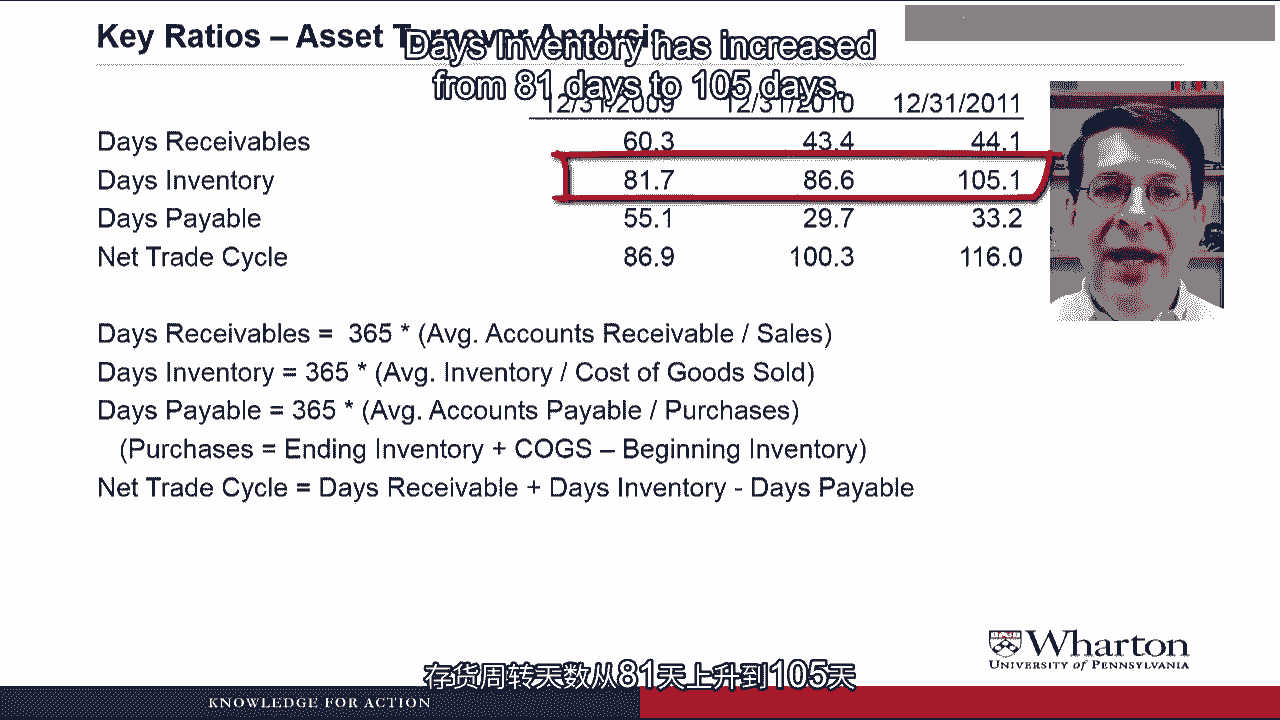 Key Ratios – Asset Turnover Analysis
Days Inventory has increased
from 81 days to 105 days.
12/31/2009 12/31/2010 12/31/2011
Days Receivables 60.3 43.4 44.1
Days Inventory 81.7 86.6 105.1
Days Payable 55.1 29.7 33.2
Net Trade Cycle 86.9 100.3 116.0
Days Receivables = 365 * (Avg. Accounts Receivable / Sales)
Days Inventory = 365 * (Avg. Inventory / Cost of Goods Sold)
Days Payable = 365 * (Avg. Accounts Payable / Purchases)
(Purchases = Ending Inventory + COGS – Beginning Inventory)
Net Trade Cycle = Days Receivable + Days Inventory - Days Payable
Wharton
UNIVERSITY of PENNSYLVANIA
存货周转天数从81天上升到105天
KNOWLEDGE FOR ACTION